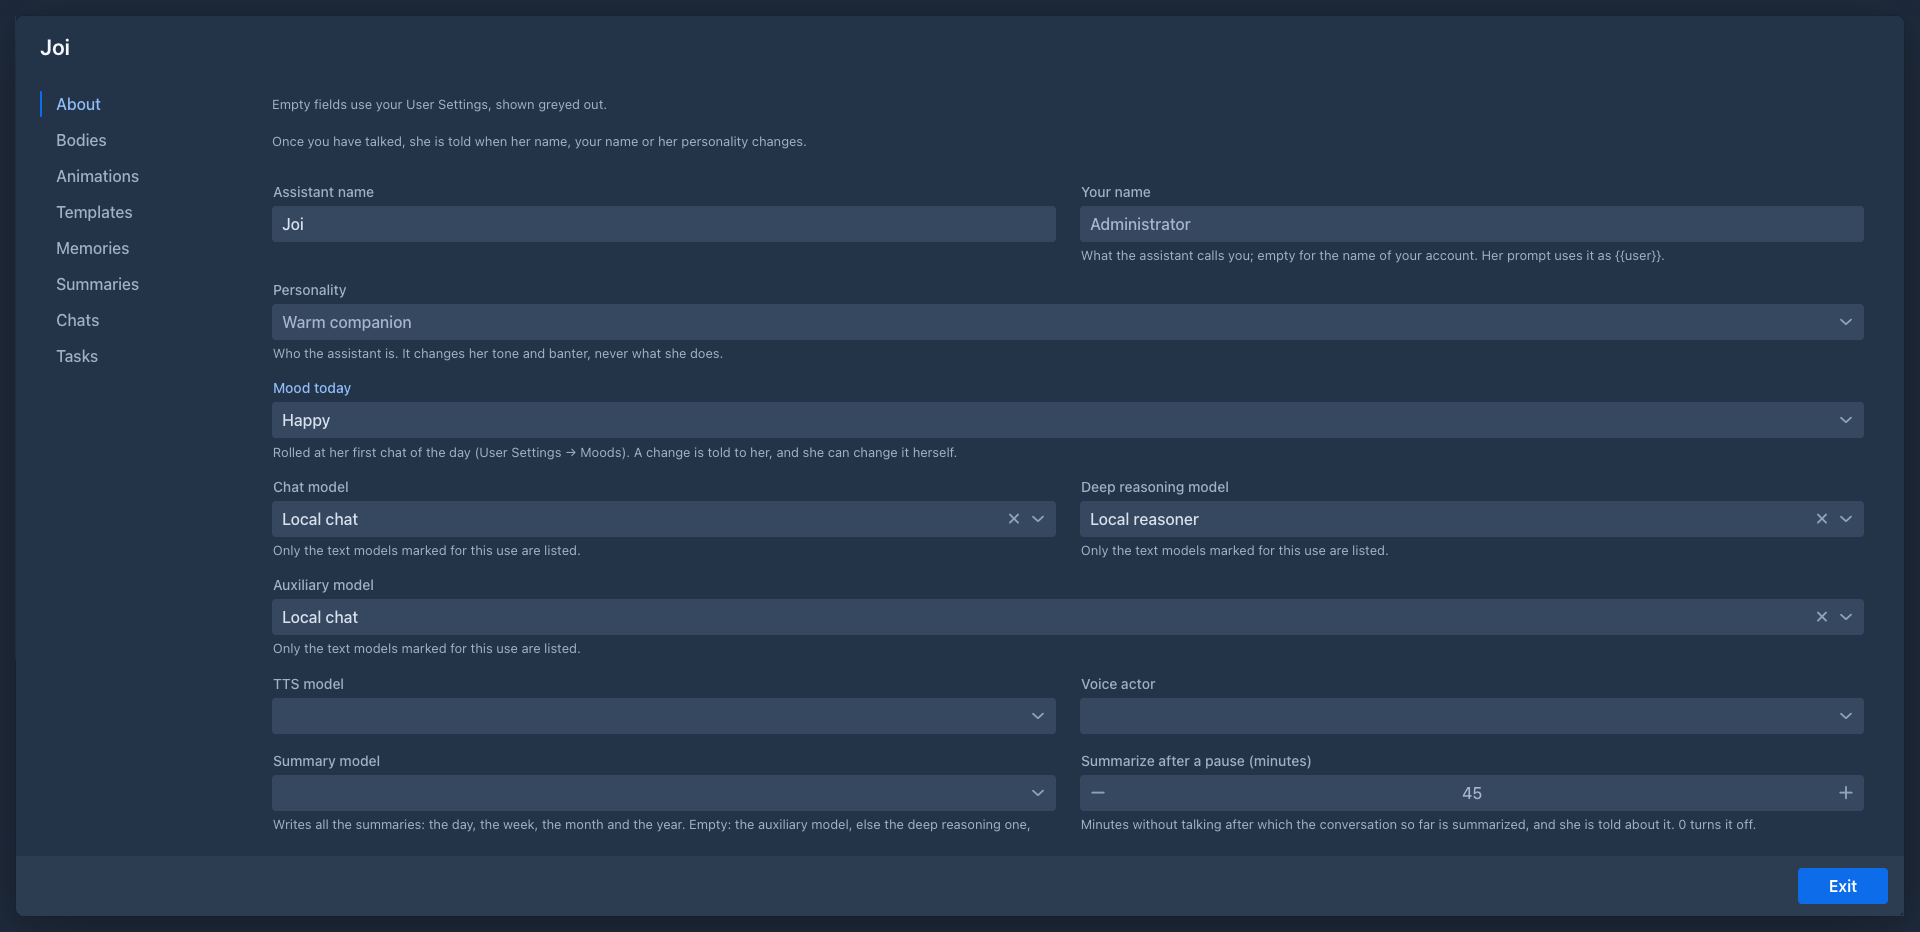 Joi
About
Bodies
Animations
Templates
Memories
Summaries
Chats
Tasks
Empty fields use your User Settings, shown greyed out.
Once you have talked, she is told when her name, your name or her personality changes.
Assistant name
Joi
Your name
Administrator
What the assistant calls you; empty for the name of your account. Her prompt uses it as {{user}}.
Personality
Warm companion
Who the assistant is. It changes her tone and banter, never what she does.
Mood today
Happy
Rolled at her first chat of the day (User Settings → Moods). A change is told to her, and she can change it herself.
Chat model
Local chat
Only the text models marked for this use are listed.
Deep reasoning model
Local reasoner
Only the text models marked for this use are listed.
Auxiliary model
Local chat
Only the text models marked for this use are listed.
TTS model
Voice actor
Summary model
Writes all the summaries: the day, the week, the month and the year. Empty: the auxiliary model, else the deep reasoning one,
Summarize after a pause (minutes)
45
Minutes without talking after which the conversation so far is summarized, and she is told about it. 0 turns it off.
Exit